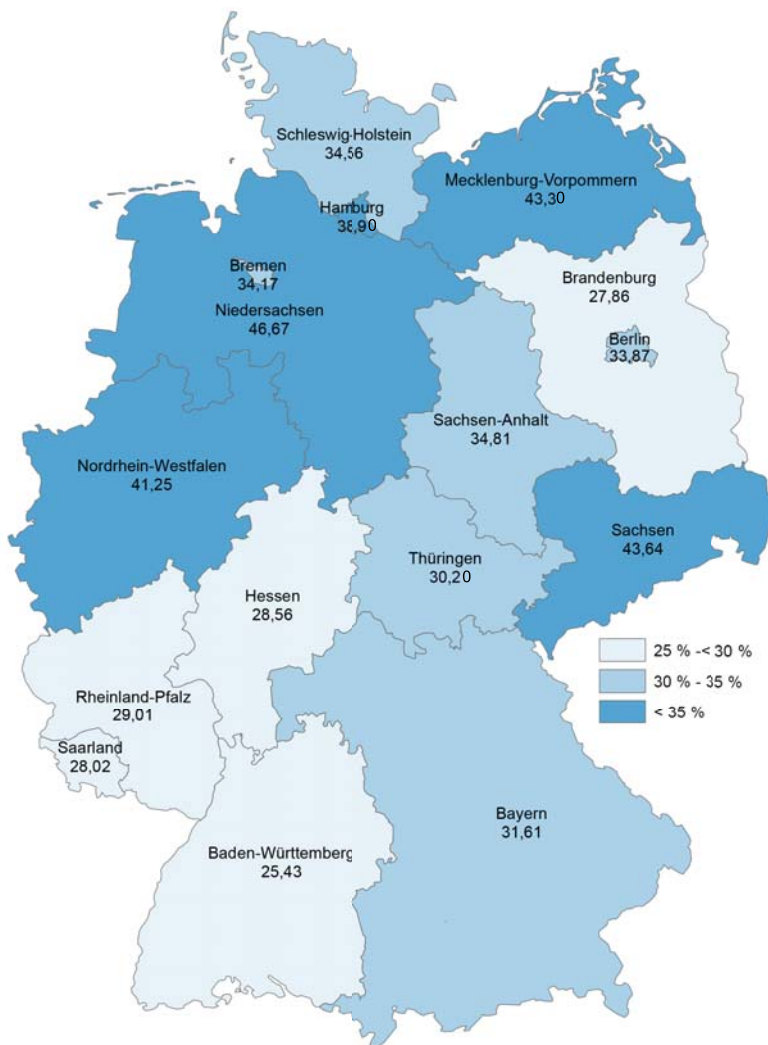 Schleswig-Holstein
34,56
Mecklenburg-Vorpommern
43,30
Hamburg
38,90
Bremen
34,17
Niedersachsen
46,67
Brandenburg
27,86
Berlin
33,87
Sachsen-Anhalt
34,81
Nordrhein-Westfalen
41,25
Sachsen
43,64
Thüringen
30,20
Hessen
28,56
25 % -< 30 %
30 % - 35 %
< 35 %
Rheinland-Pfalz
29,01
Saarland
28,02
Bayern
31,61
Baden-Württemberg
25,43